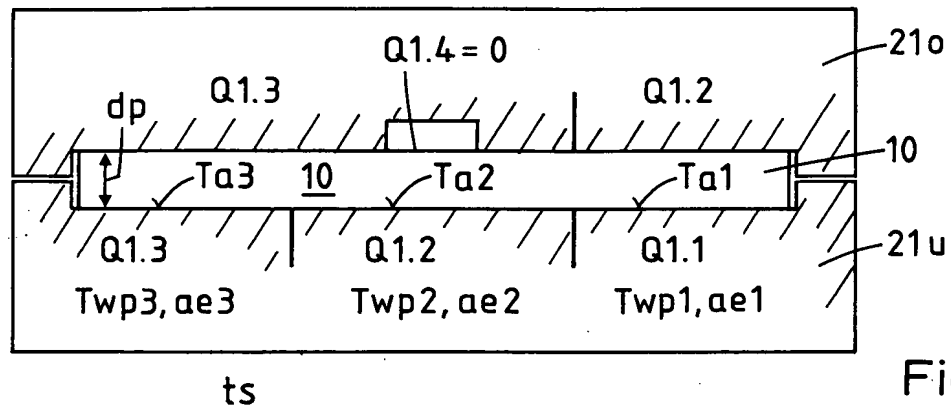 21o
Q1.4 = 0
dp
Q1.3
Q1.2
10
Ta3
10
Ta2
Ta1
Q1.3
Q1.2
Q1.1
21u
Twp3, ae3
Twp2, ae2
Twp1, ae1
ts
Fi